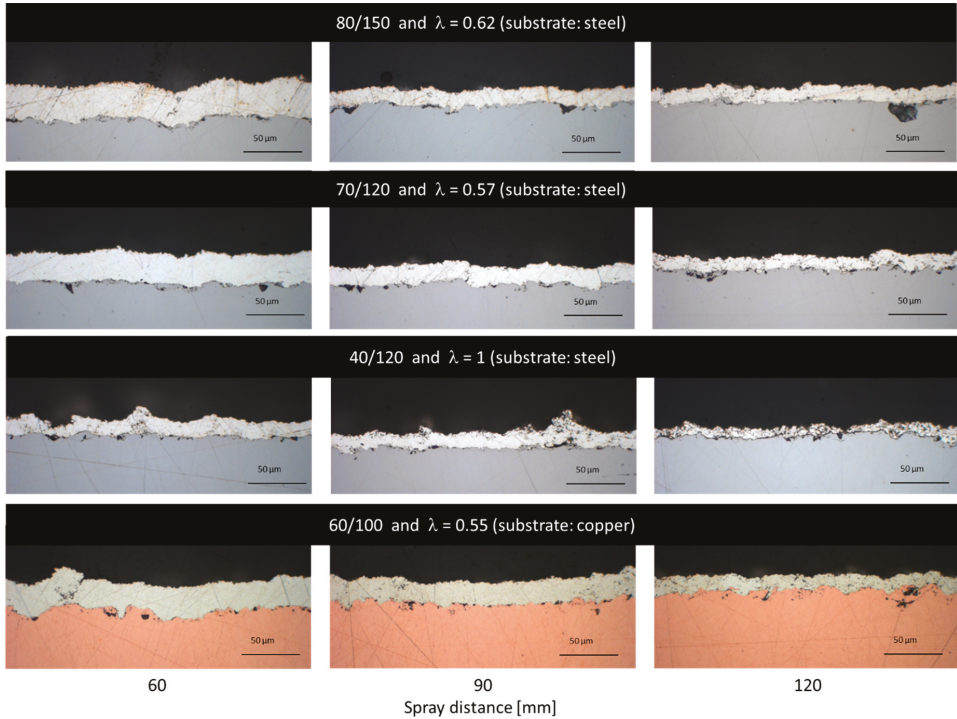 80/150 and λ = 0.62 (substrate: steel)
50 µm
50 µm
50 µm
70/120 and λ = 0.57 (substrate: steel)
50 µm
50 µm
50 µm
40/120 and λ = 1 (substrate: steel)
50 µm
50 µm
50 µm
60/100 and λ = 0.55 (substrate: copper)
50 µm
50 µm
50 µm
60
90
120
Spray distance [mm]